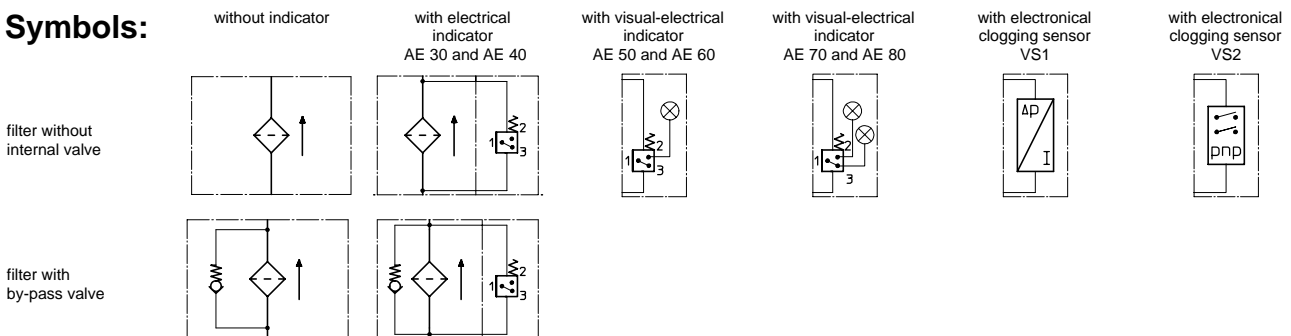 Symbols:
without indicator
with electrical
indicator
AE 30 and AE 40
with visual-electrical
indicator
AE 50 and AE 60
with visual-electrical
indicator
AE 70 and AE 80
with electronical
clogging sensor
VS1
with electronical
clogging sensor
VS2
filter without
internal valve
1
2
3
1
2
3
1
2
3
Δp
I
pnp
filter with
by-pass valve
1
2
3